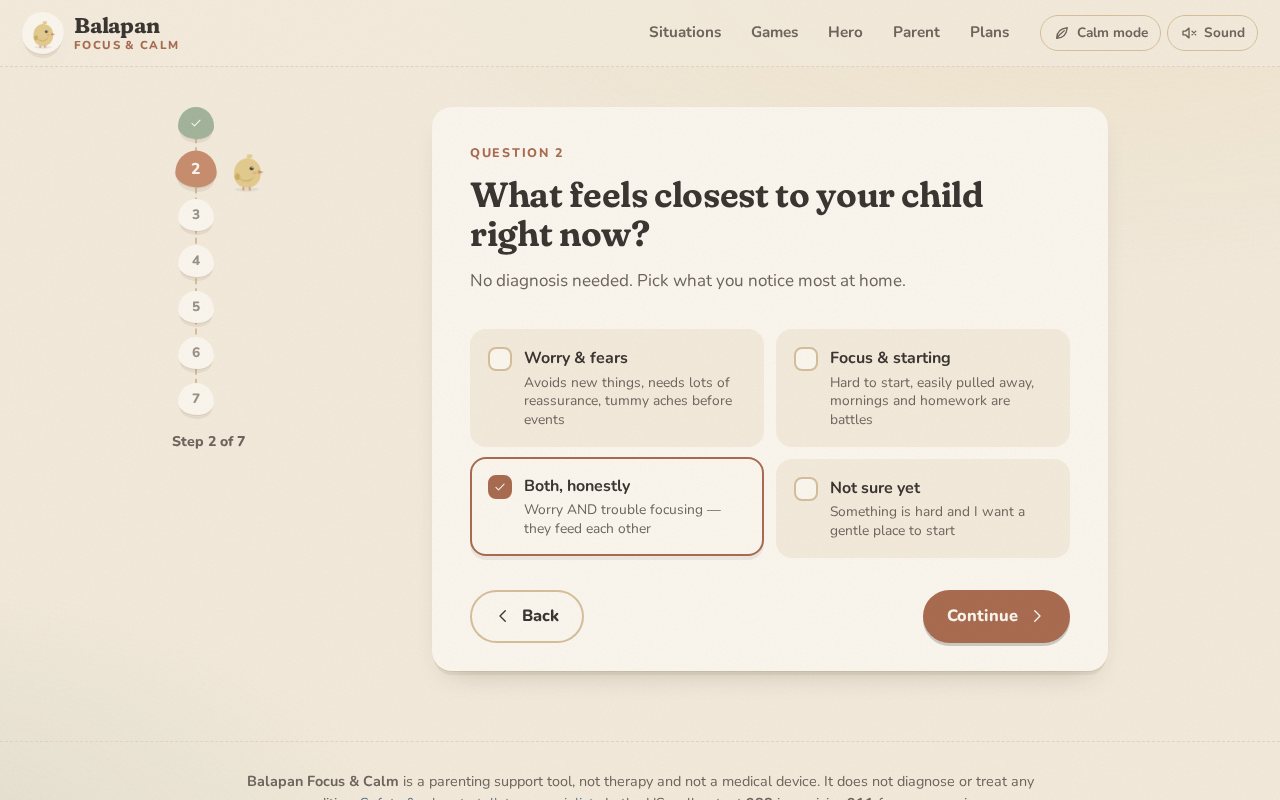 Balapan
FOCUS & CALM
Situations
Games
Hero
Parent
Plans
Calm mode
Sound
2
3
4
5
6
7
Step 2 of 7
QUESTION 2
What feels closest to your child
right now?
No diagnosis needed. Pick what you notice most at home.
Worry & fears
Avoids new things, needs lots of
reassurance, tummy aches before
events
Focus & starting
Hard to start, easily pulled away,
mornings and homework are
battles
Both, honestly
Worry AND trouble focusing —
they feed each other
Not sure yet
Something is hard and I want a
gentle place to start
Back
Continue
Balapan Focus & Calm is a parenting support tool, not therapy and not a medical device. It does not diagnose or treat any